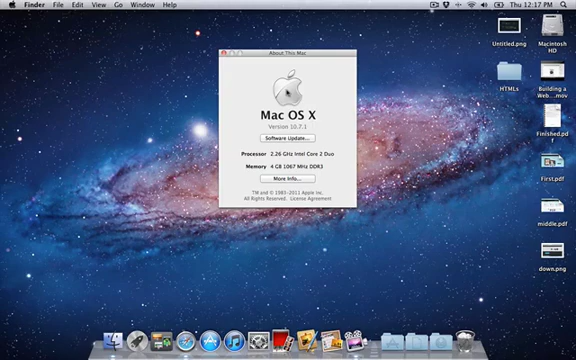 Finder File Edit View Go Window Help
Thu 12:17 PM
About This Mac
Mac OS X
Version 10.7.1
Software Update...
Processor 2.26 GHz Intel Core 2 Duo
Memory 4 GB 1067 MHz DDR3
More Info...
TM and © 1983–2011 Apple Inc.
All Rights Reserved. License Agreement
Untitled.png
Macintosh
HD
HTMLs
Building a
Web....mov
Finished.pdf
First.pdf
middle.pdf
down.png